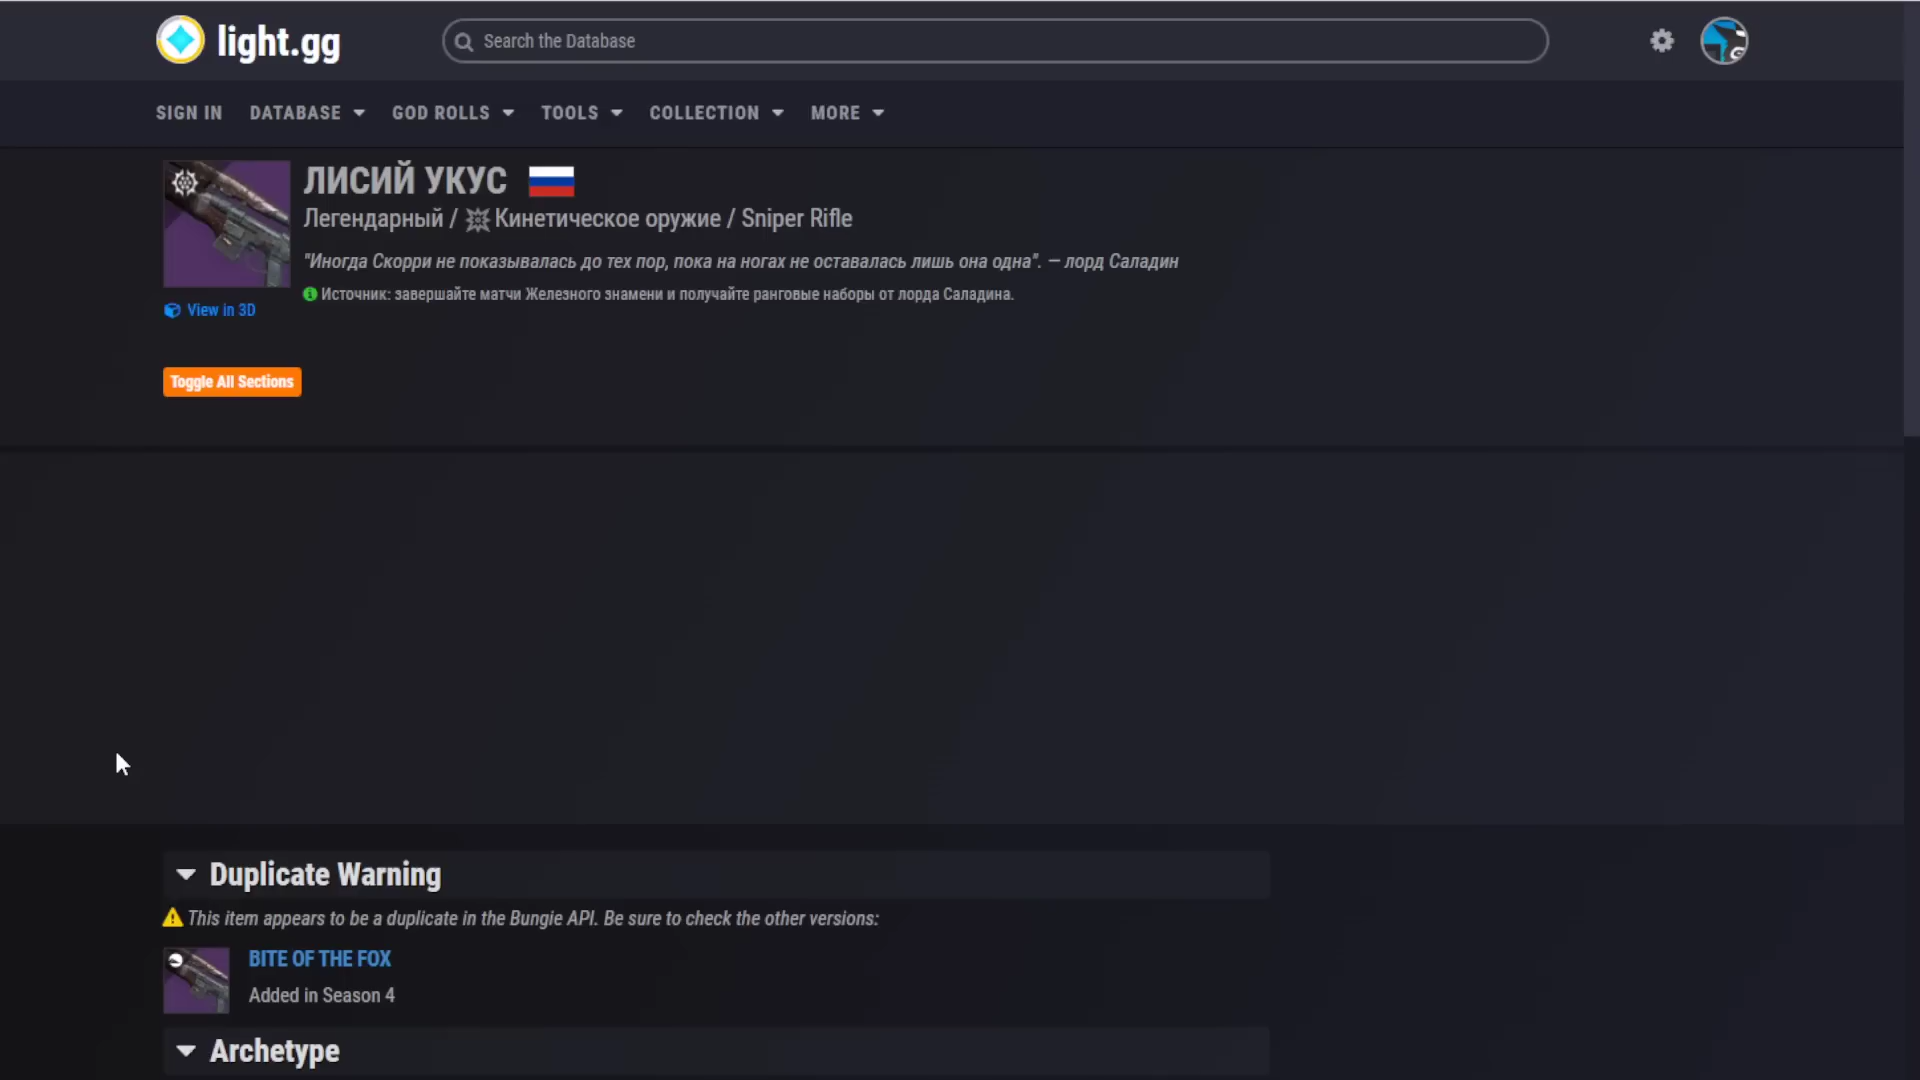 light.gg
Search the Database
SIGN IN DATABASE GOD ROLLS TOOLS COLLECTION MORE
ЛИСИЙ УКУС
Легендарный / Кинетическое оружие / Sniper Rifle
"Иногда Скорри не показывалась до тех пор, пока на ногах не оставалась лишь она одна". — лорд Саладин
Источник: завершайте матчи Железного знамени и получайте ранговые наборы от лорда Саладина.
View in 3D
Toggle All Sections
Duplicate Warning
This item appears to be a duplicate in the Bungie API. Be sure to check the other versions:
BITE OF THE FOX
Added in Season 4
Archetype